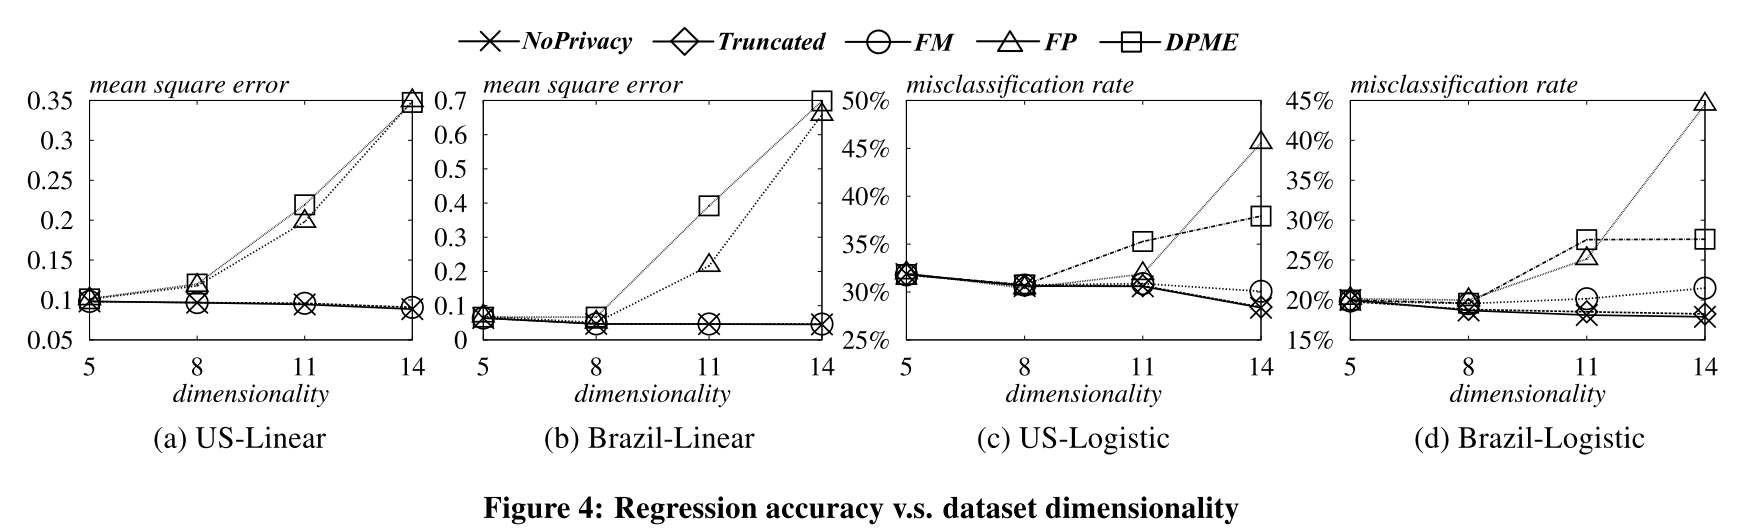 NoPrivacy Truncated FM FP DPME
mean square error
0.35
0.3
0.25
0.2
0.15
0.1
0.05
5 8 11 14
dimensionality
(a) US-Linear
mean square error
0.7
0.6
0.5
0.4
0.3
0.2
0.1
0
5 8 11 14
dimensionality
(b) Brazil-Linear
misclassification rate
50%
45%
40%
35%
30%
25%
5 8 11 14
dimensionality
(c) US-Logistic
misclassification rate
45%
40%
35%
30%
25%
20%
15%
5 8 11 14
dimensionality
(d) Brazil-Logistic
Figure 4: Regression accuracy v.s. dataset dimensionality